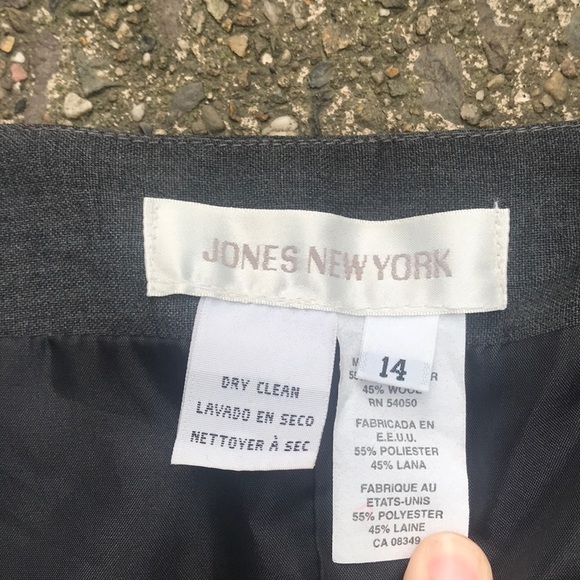 JONES NEW YORK
DRY CLEAN
LAVADO EN SECO
NETTOYER À SEC
14
45% WOOL
RN 54050
FABRICADA EN
E.E.U.U.
55% POLIESTER
45% LANA
FABRIQUE AU
ETATS-UNIS
55% POLYESTER
45% LAINE
CA 08349